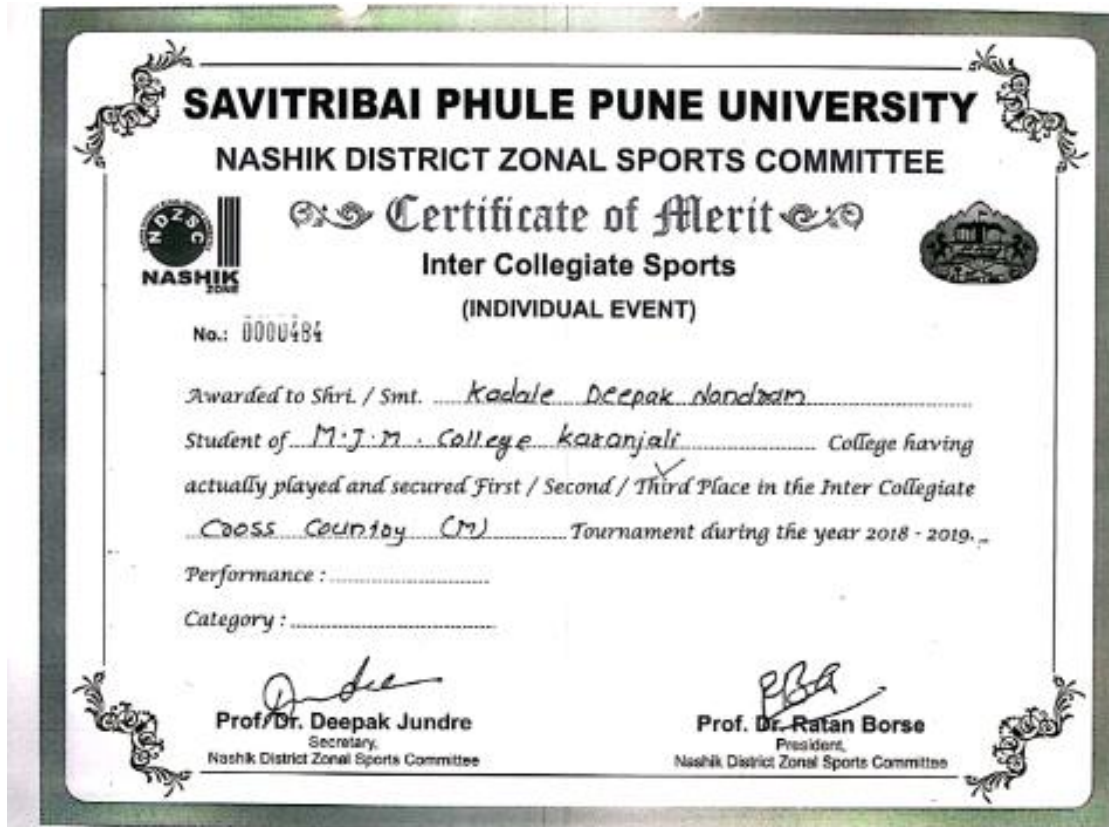 SAVITRIBAI PHULE PUNE UNIVERSITY
NASHIK DISTRICT ZONAL SPORTS COMMITTEE
Certificate of Merit
NDZSC
NASHIK
ZONE
Inter Collegiate Sports
(INDIVIDUAL EVENT)
No.: 0000484
Awarded to Shri. / Smt. Kadale Deepak Nandram
Student of M.J.M. College Karanjali College having
actually played and secured First / Second / Third Place in the Inter Collegiate
Cross Country (M) Tournament during the year 2018 - 2019.
Performance :
Category :
Prof. Dr. Deepak Jundre
Secretary,
Nashik District Zonal Sports Committee
Prof. Dr. Ratan Borse
President,
Nashik District Zonal Sports Committee